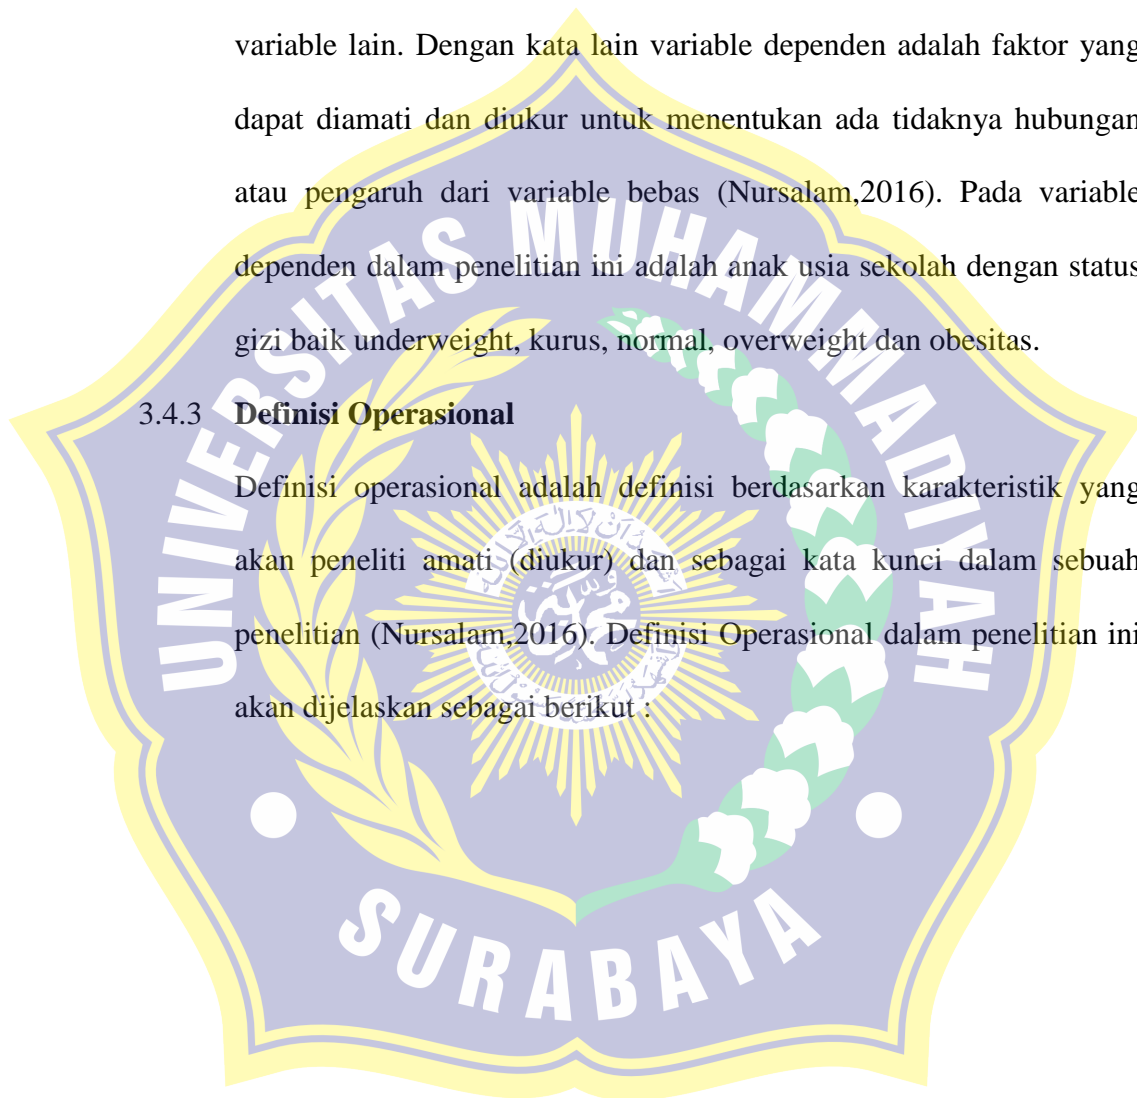 variable lain. Dengan kata lain variable dependen adalah faktor yang
dapat diamati dan diukur untuk menentukan ada tidaknya hubungan
atau pengaruh dari variable bebas (Nursalam,2016). Pada variable
dependen dalam penelitian ini adalah anak usia sekolah dengan status
gizi baik underweight, kurus, normal, overweight dan obesitas.
3.4.3 Definisi Operasional
Definisi operasional adalah definisi berdasarkan karakteristik yang
akan peneliti amati (diukur) dan sebagai kata kunci dalam sebuah
penelitian (Nursalam,2016). Definisi Operasional dalam penelitian ini
akan dijelaskan sebagai berikut :
UNIVERSITAS MUHAMMADIYAH
SURABAYA